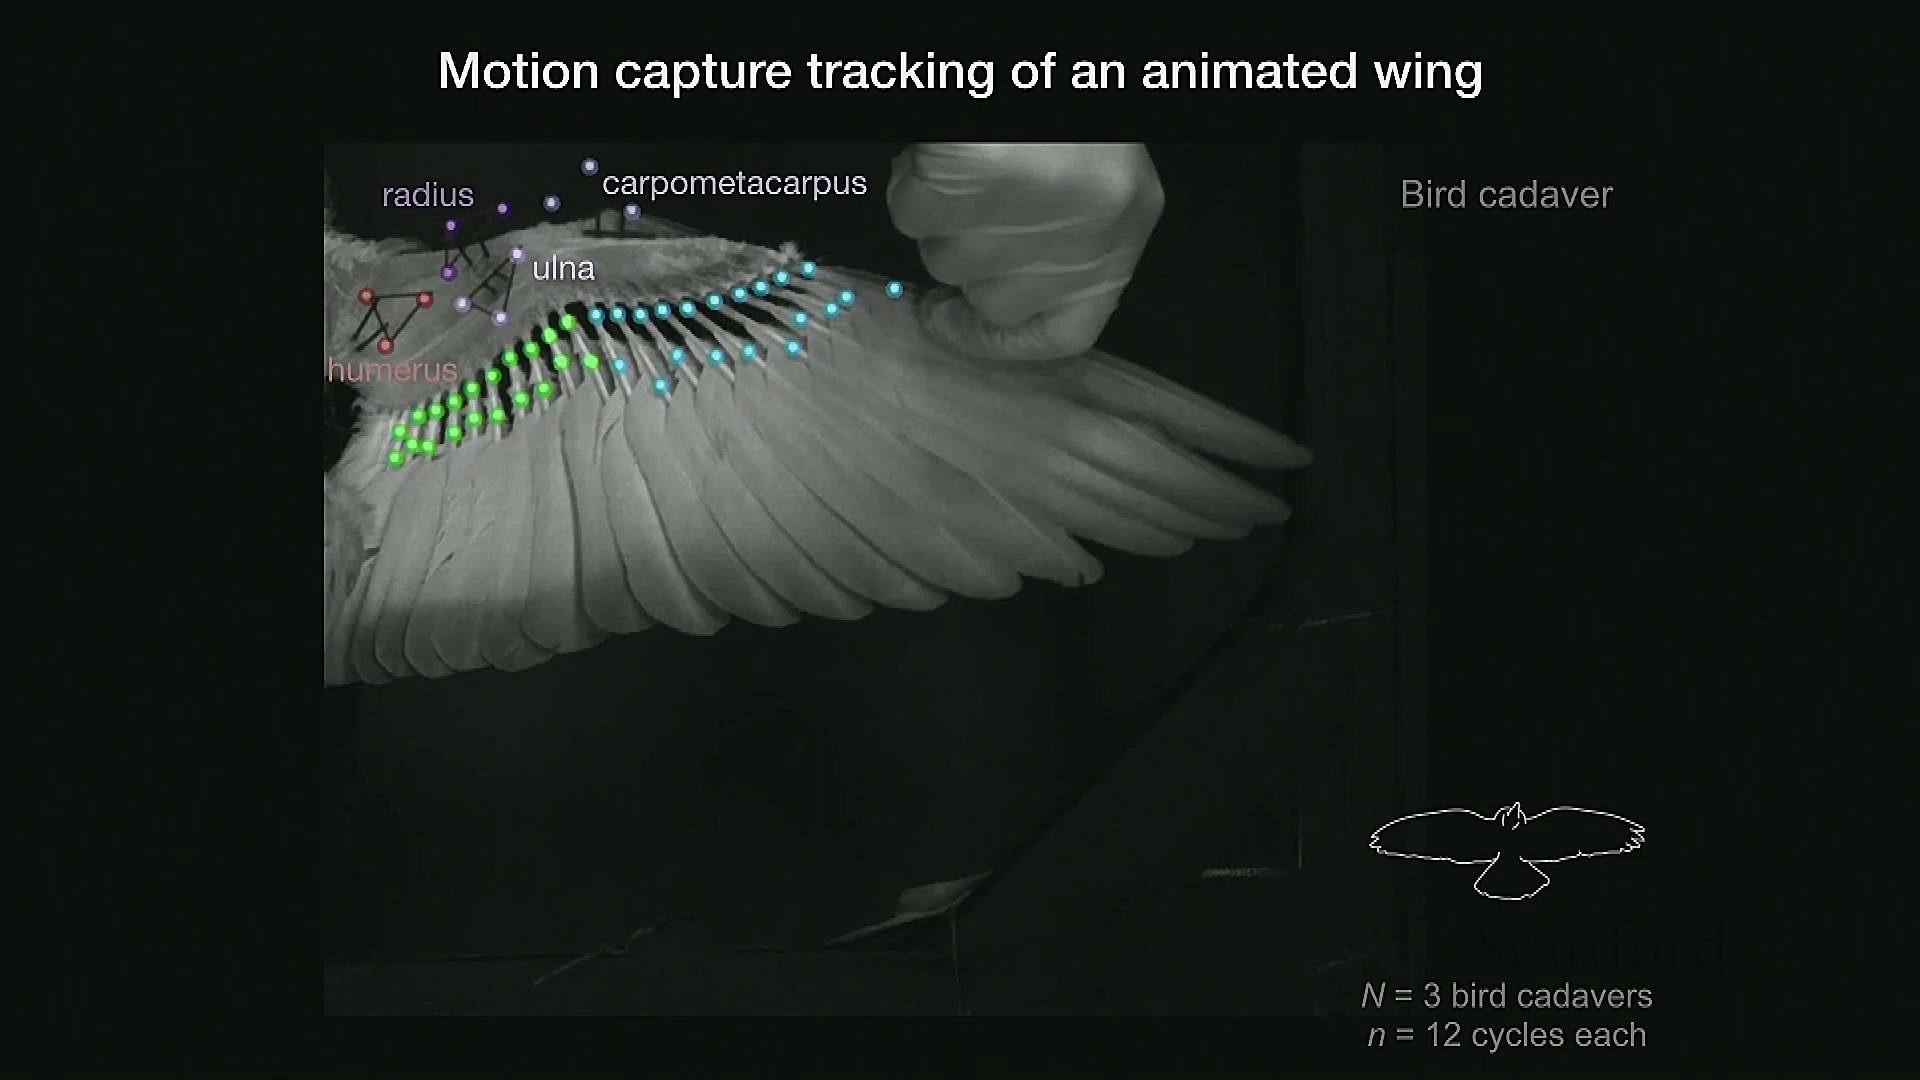 Motion capture tracking of an animated wing
radius
carpometacarpus
Bird cadaver
ulna
humerus
Stanford
N = 3 bird cadavers
n = 12 cycles each